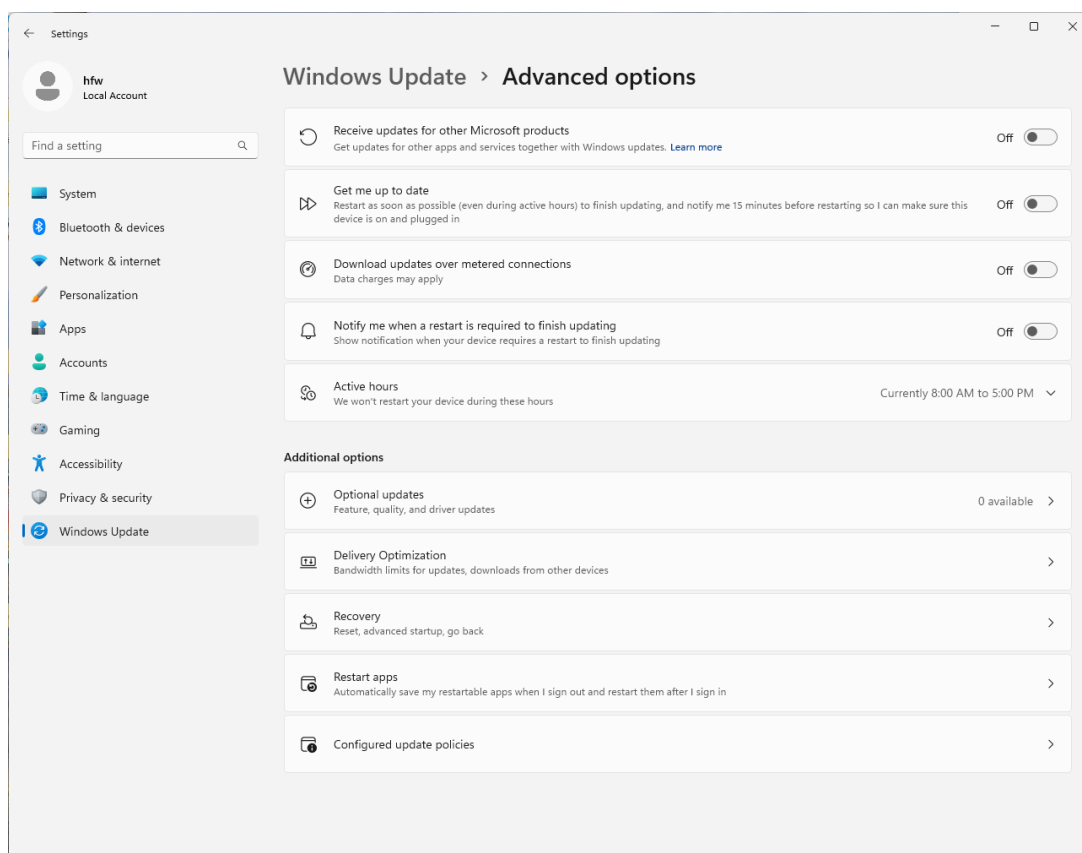 Settings
hfw
Local Account
Find a setting
System
Bluetooth & devices
Network & internet
Personalization
Apps
Accounts
Time & language
Gaming
Accessibility
Privacy & security
Windows Update
Windows Update > Advanced options
Receive updates for other Microsoft products
Get updates for other apps and services together with Windows updates. Learn more
Off
Get me up to date
Restart as soon as possible (even during active hours) to finish updating, and notify me 15 minutes before restarting so I can make sure this
device is on and plugged in
Off
Download updates over metered connections
Data charges may apply
Off
Notify me when a restart is required to finish updating
Show notification when your device requires a restart to finish updating
Off
Active hours
We won't restart your device during these hours
Currently 8:00 AM to 5:00 PM
Additional options
Optional updates
Feature, quality, and driver updates
0 available
Delivery Optimization
Bandwidth limits for updates, downloads from other devices
Recovery
Reset, advanced startup, go back
Restart apps
Automatically save my restartable apps when I sign out and restart them after I sign in
Configured update policies